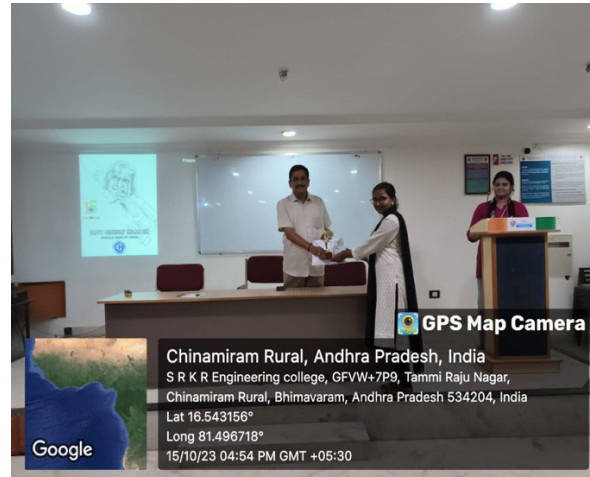 GPS Map Camera
Chinamiram Rural, Andhra Pradesh, India
S R K R Engineering college, GFVW+7P9, Tammi Raju Nagar,
Chinamiram Rural, Bhimavaram, Andhra Pradesh 534204, India
Lat 16.543156°
Long 81.496718°
15/10/23 04:54 PM GMT +05:30
Google